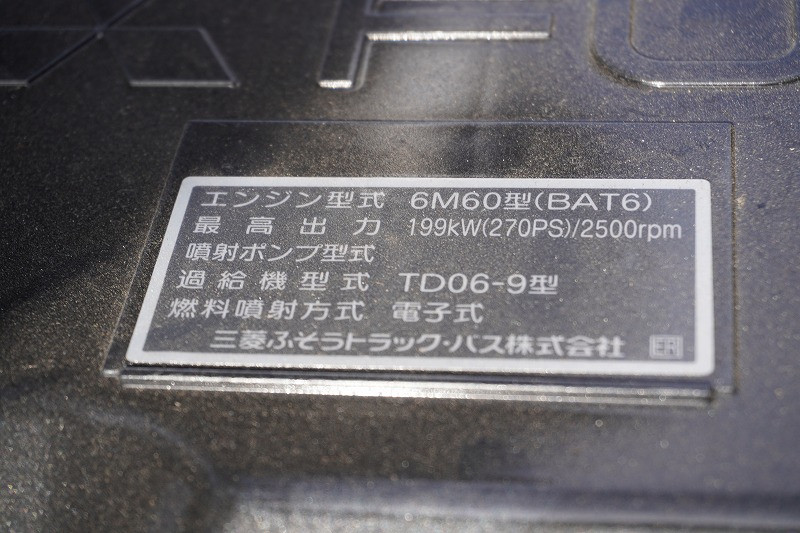 エンジン型式 6M60型(BAT6)
最高出力 199kW(270PS)/2500rpm
噴射ポンプ型式
過給機型式 TD06-9型
燃料噴射方式 電子式
三菱ふそうトラック・バス株式会社